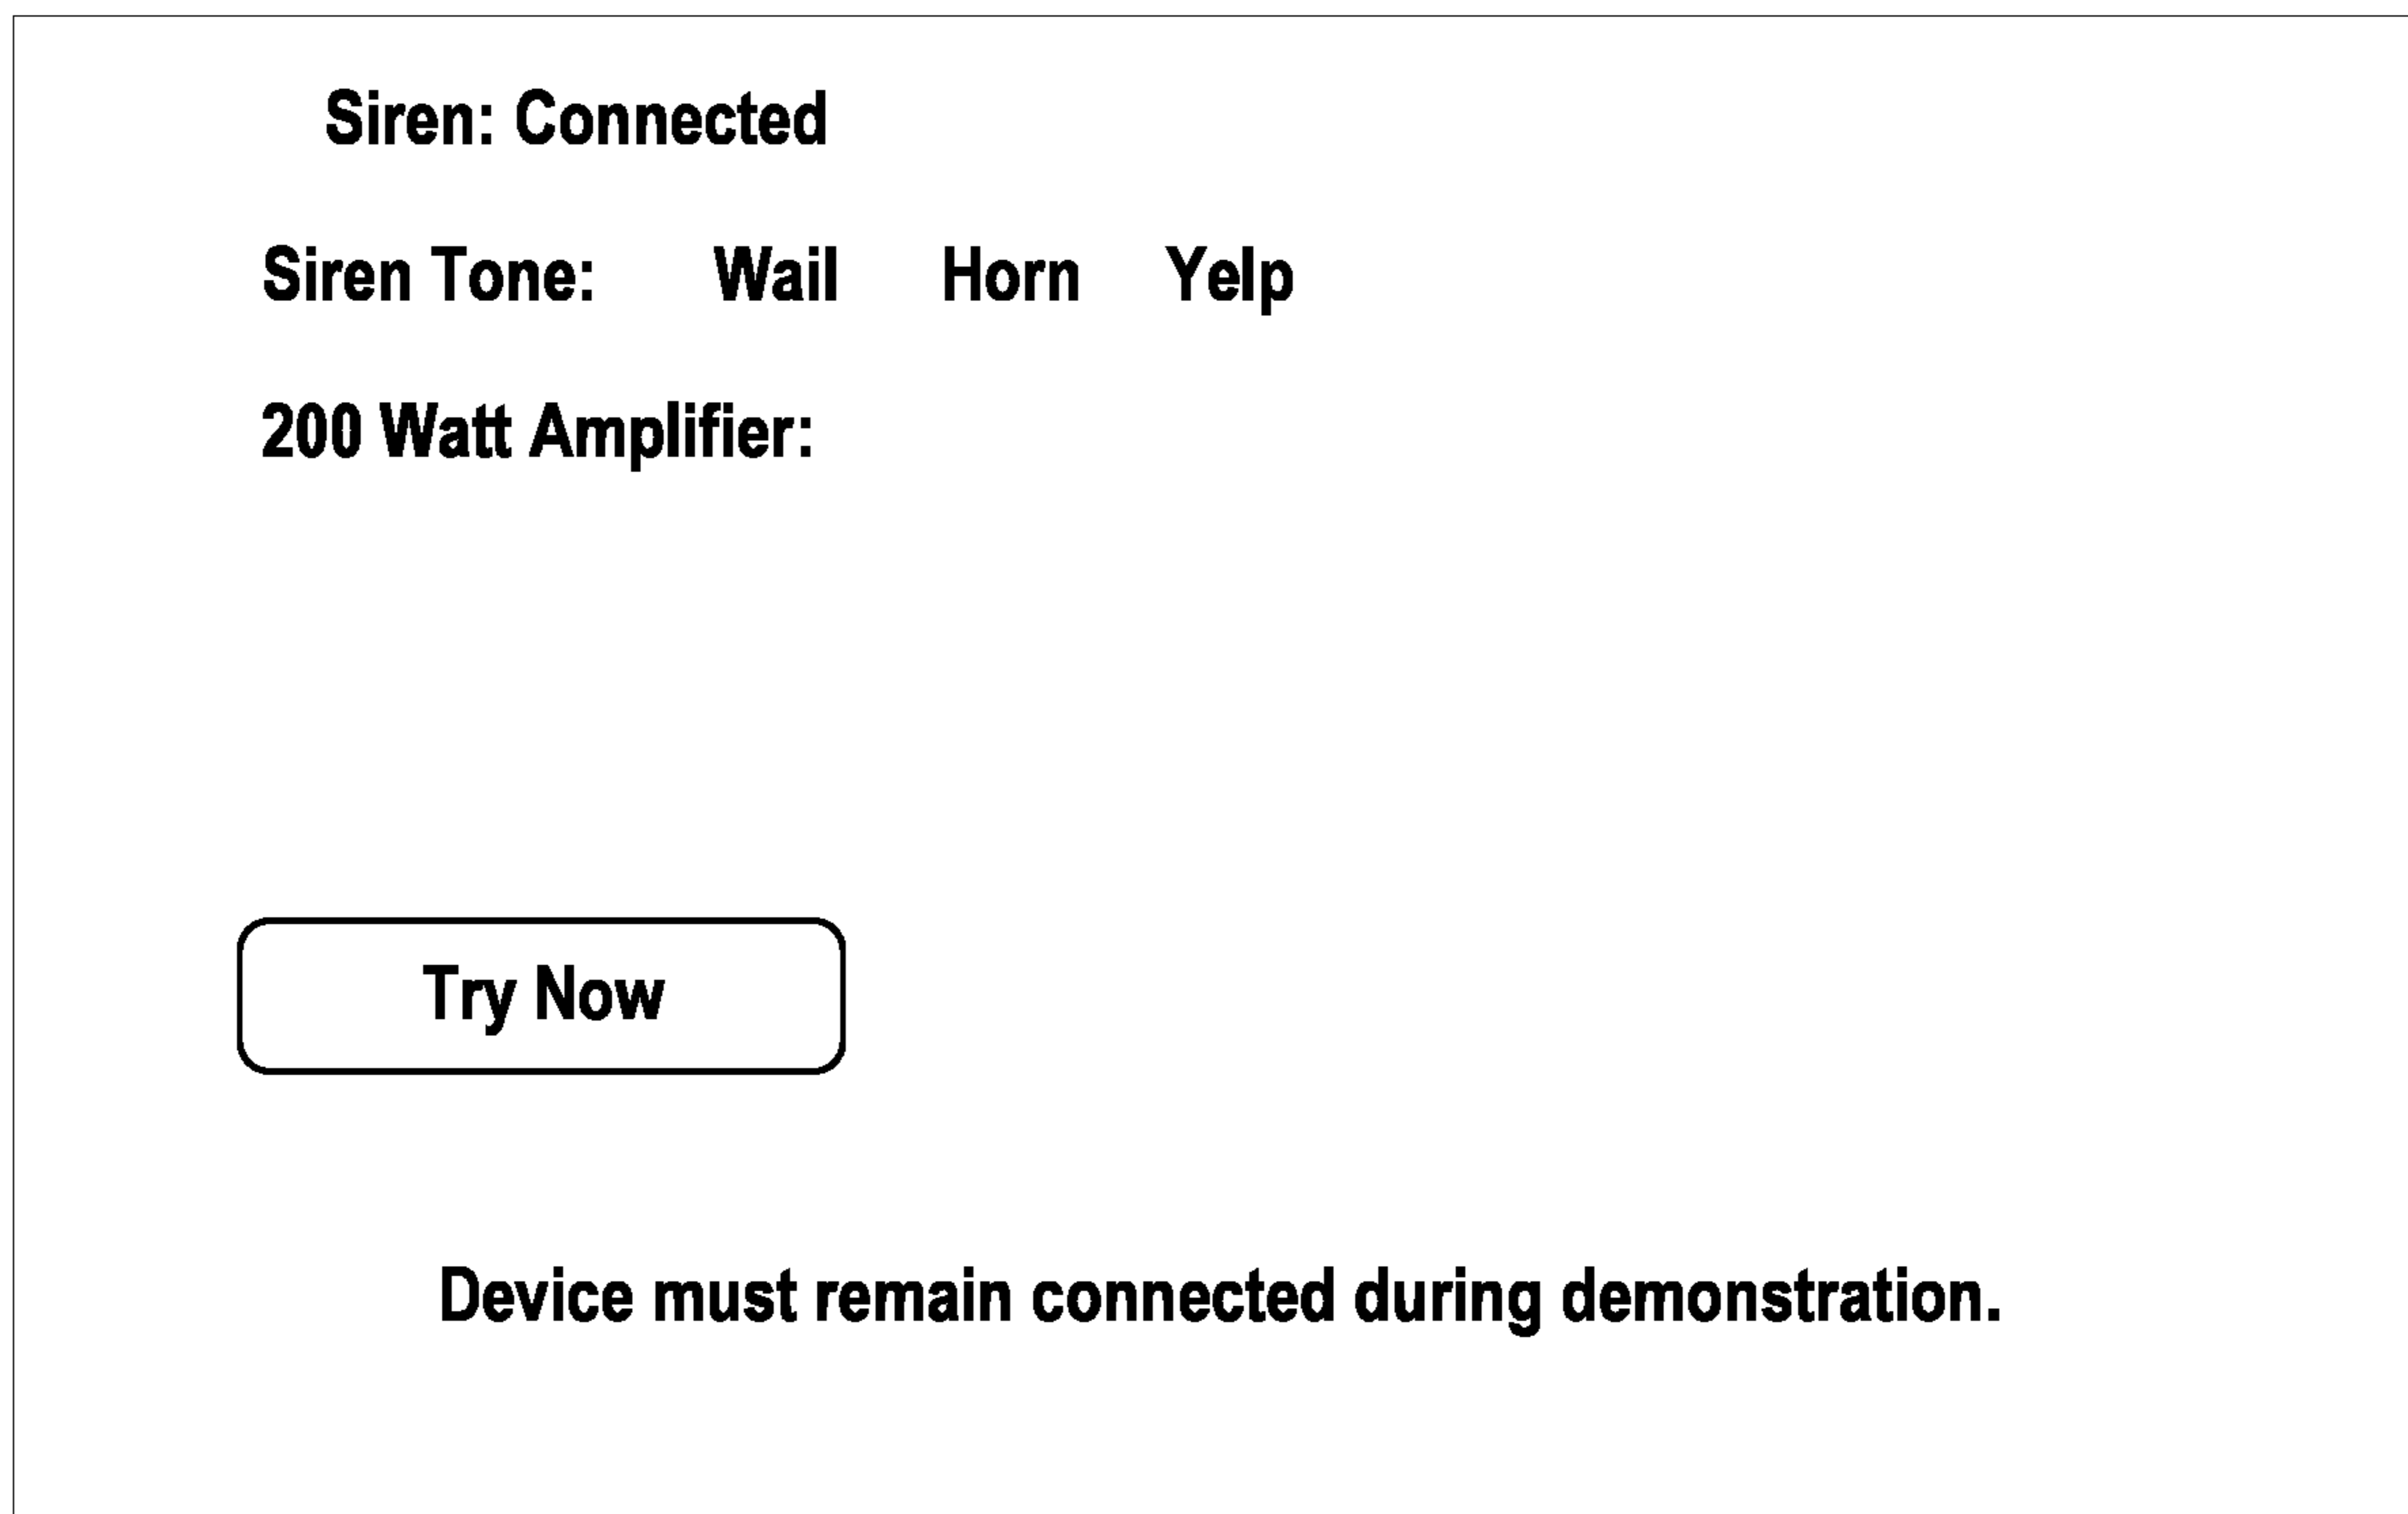 Siren: Connected
Siren Tone: Wail Horn Yelp
200 Watt Amplifier:
Try Now
Device must remain connected during demonstration.